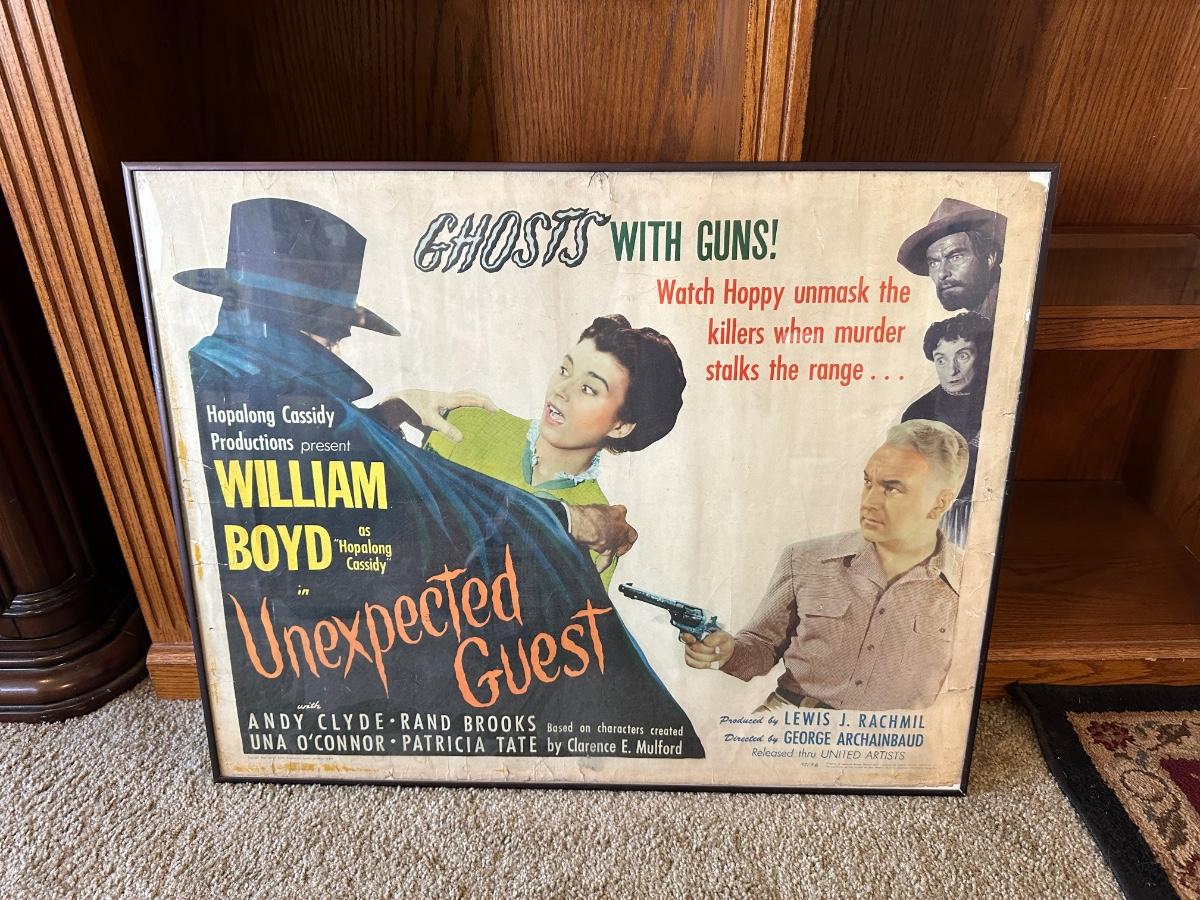 GHOSTS WITH GUNS!
Watch Hoppy unmask the
killers when murder
stalks the range . . .
Hopalong Cassidy
Productions present
WILLIAM
BOYD as "Hopalong Cassidy"
in
Unexpected
Guest
with
ANDY CLYDE • RAND BROOKS
UNA O'CONNOR • PATRICIA TATE
Based on characters created
by Clarence E. Mulford
Produced by LEWIS J. RACHMIL
Directed by GEORGE ARCHAINBAUD
Released thru UNITED ARTISTS